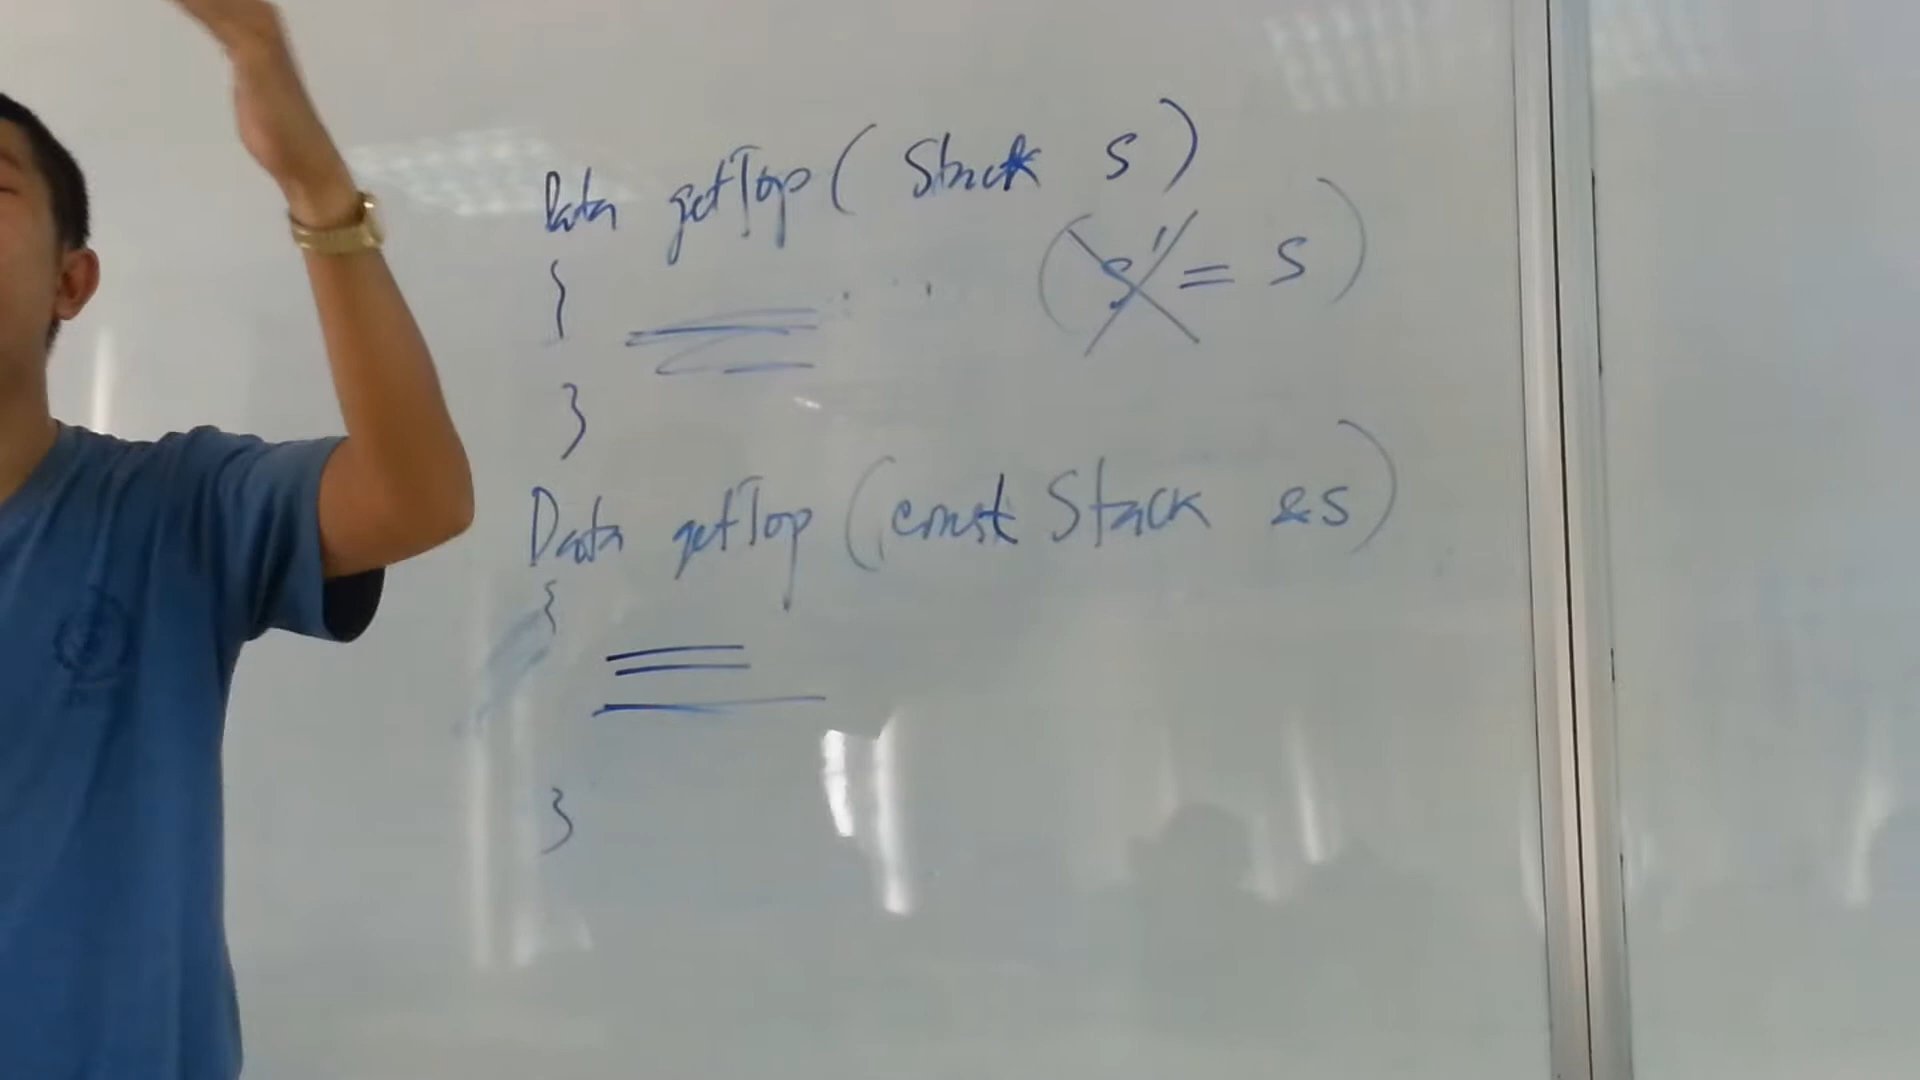 Data getTop ( Stack s )
{
( s' = s )
}
Data getTop ( const Stack &s )
{
}